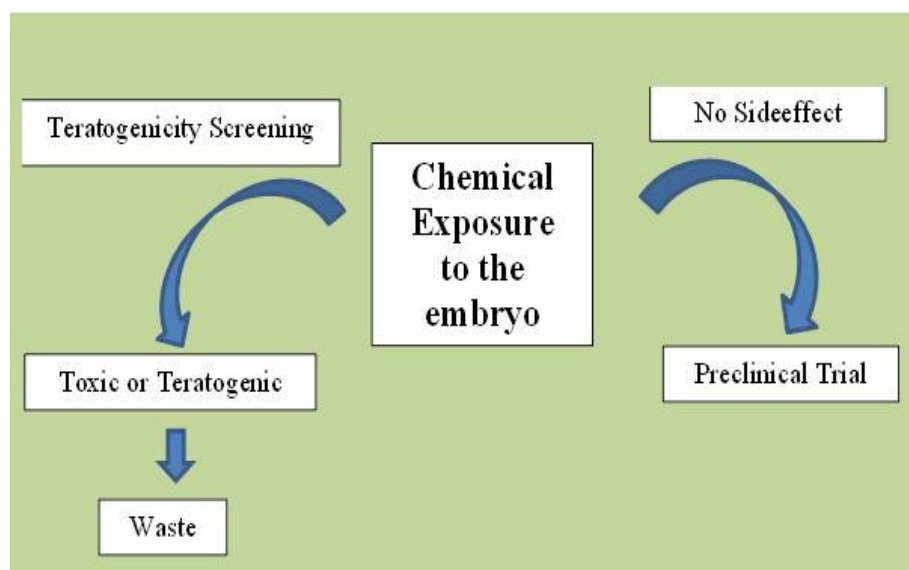 Teratogenicity Screening
No Sideeffect
Chemical
Exposure
to the
embryo
Toxic or Teratogenic
Preclinical Trial
Waste